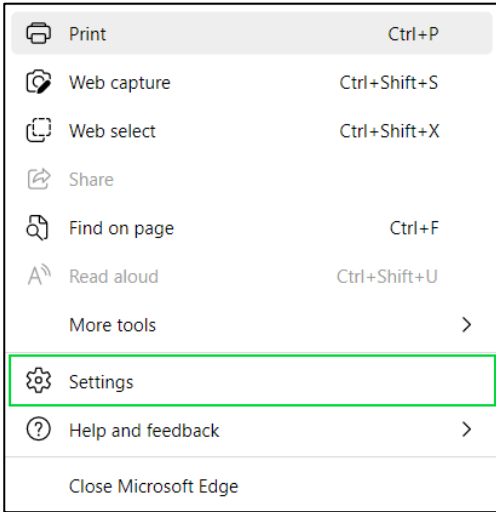 Print Ctrl+P
Web capture Ctrl+Shift+S
Web select Ctrl+Shift+X
Share
Find on page Ctrl+F
Read aloud Ctrl+Shift+U
More tools
Settings
Help and feedback
Close Microsoft Edge